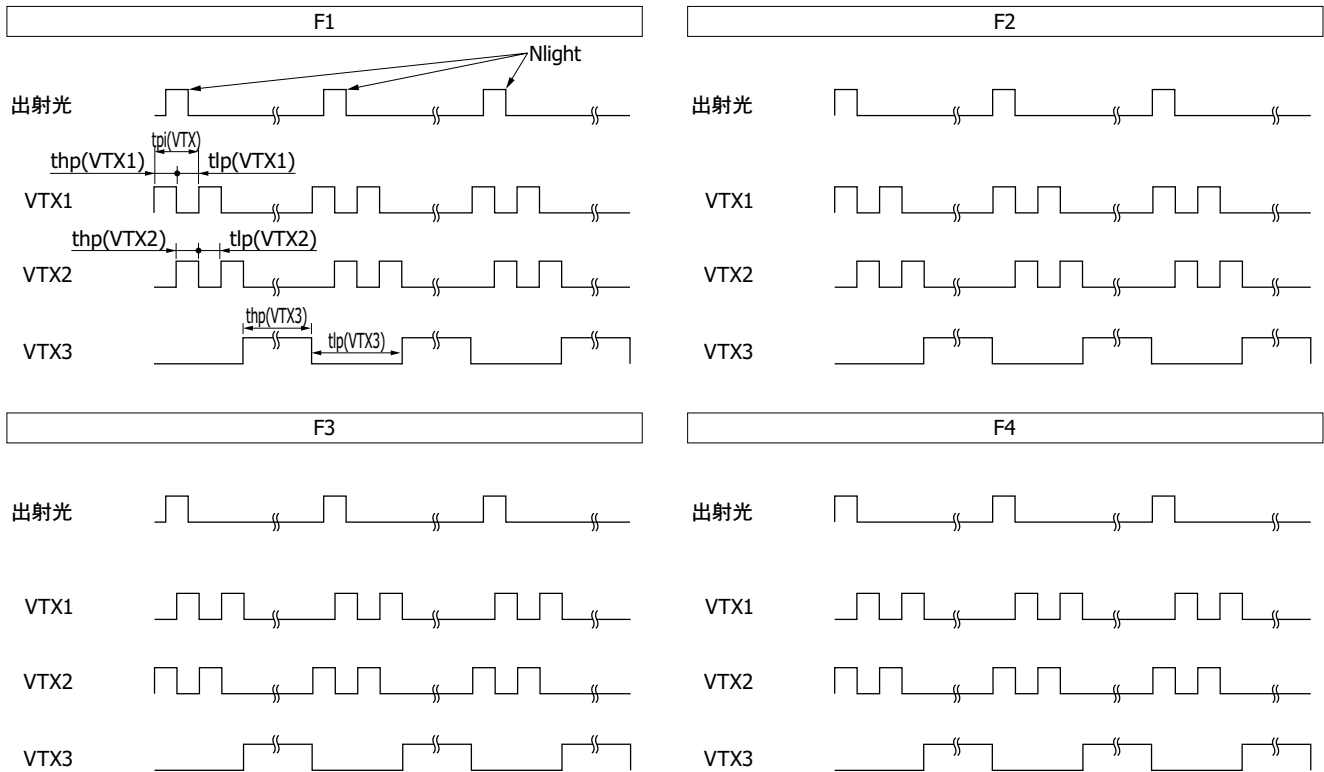 F1
Nlight
出射光
tpi(VTX)
thp(VTX1) tlp(VTX1)
VTX1
thp(VTX2) tlp(VTX2)
VTX2
thp(VTX3)
tlp(VTX3)
VTX3
F2
出射光
VTX1
VTX2
VTX3
F3
出射光
VTX1
VTX2
VTX3
F4
出射光
VTX1
VTX2
VTX3